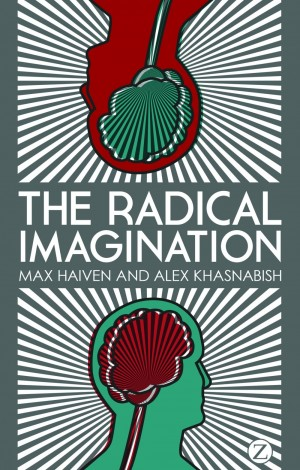 THE RADICAL
IMAGINATION
MAX HAIVEN AND ALEX KHASNABISH
Z